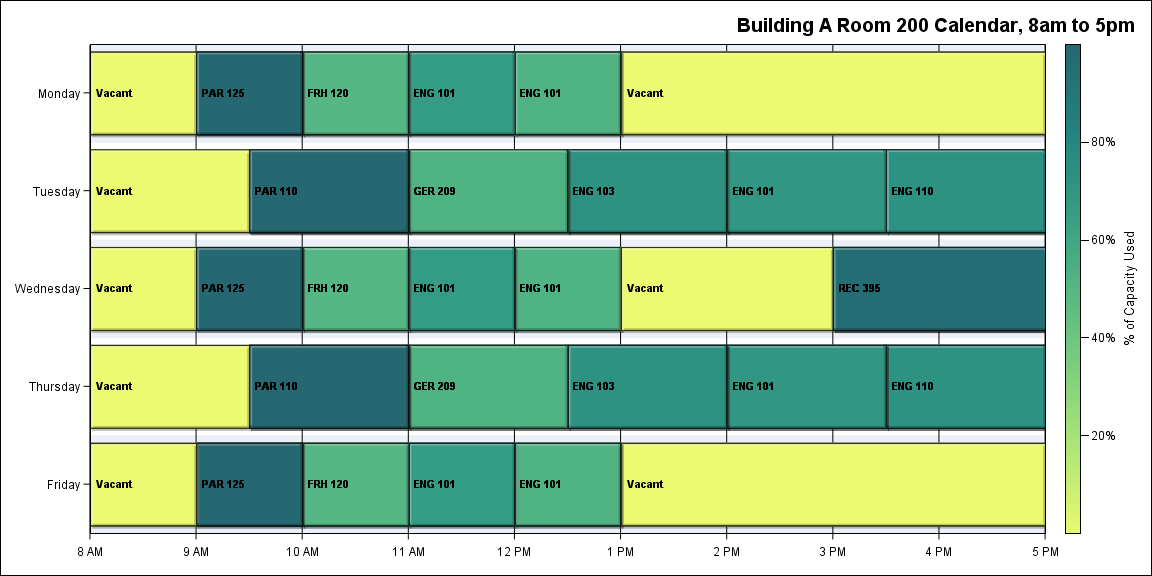 Building A Room 200 Calendar, 8am to 5pm
Monday
Vacant
PAR 125
FRH 120
ENG 101
ENG 101
Vacant
Tuesday
Vacant
PAR 110
GER 209
ENG 103
ENG 101
ENG 110
Wednesday
Vacant
PAR 125
FRH 120
ENG 101
ENG 101
Vacant
REC 395
Thursday
Vacant
PAR 110
GER 209
ENG 103
ENG 101
ENG 110
Friday
Vacant
PAR 125
FRH 120
ENG 101
ENG 101
Vacant
8 AM
9 AM
10 AM
11 AM
12 PM
1 PM
2 PM
3 PM
4 PM
5 PM
80%
60%
40%
20%
% of Capacity Used